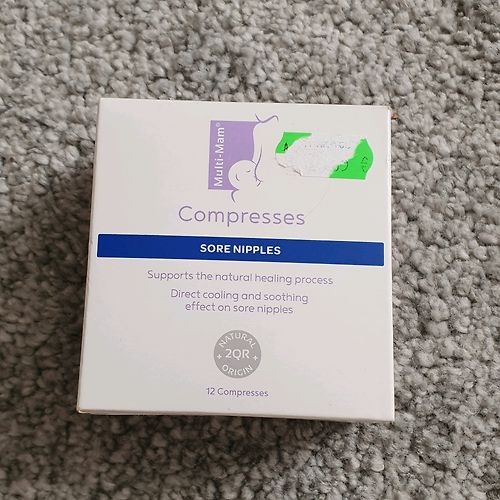 Multi-Mam®
Compresses
SORE NIPPLES
Supports the natural healing process
Direct cooling and soothing
effect on sore nipples
NATURAL
2QR
ORIGIN
12 Compresses